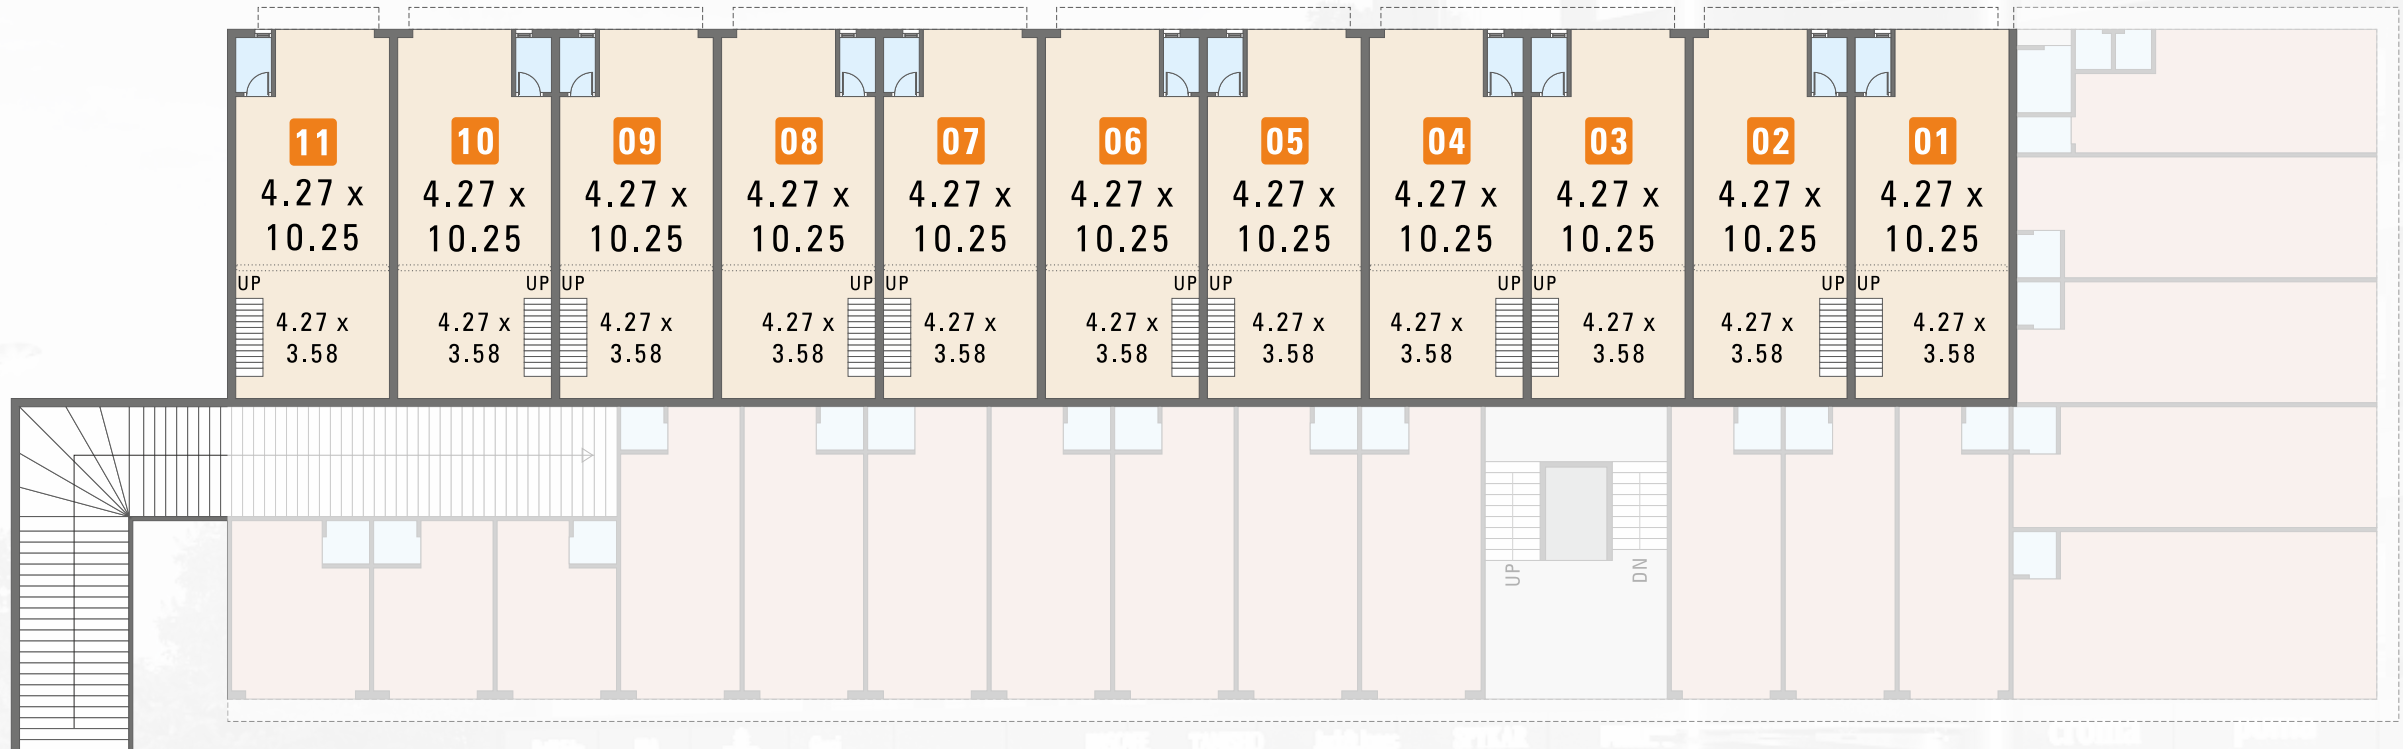 11 10 09 08 07 06 05 04 03 02 01
4.27 x 4.27 x 4.27 x 4.27 x 4.27 x 4.27 x 4.27 x 4.27 x 4.27 x 4.27 x 4.27 x
10.25 10.25 10.25 10.25 10.25 10.25 10.25 10.25 10.25 10.25 10.25
UP UP UP UP UP UP UP UP UP UP UP
4.27 x 4.27 x 4.27 x 4.27 x 4.27 x 4.27 x 4.27 x 4.27 x 4.27 x 4.27 x 4.27 x
3.58 3.58 3.58 3.58 3.58 3.58 3.58 3.58 3.58 3.58 3.58
UP DN